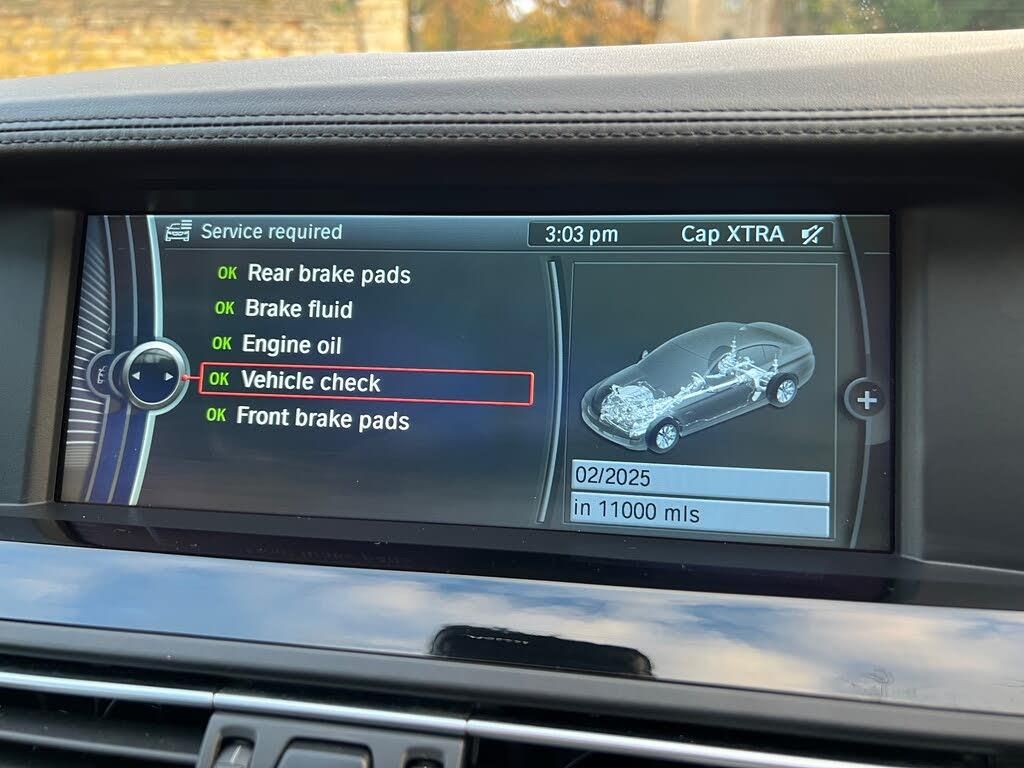 Service required
3:03 pm
Cap XTRA
OK Rear brake pads
OK Brake fluid
OK Engine oil
OK Vehicle check
OK Front brake pads
02/2025
in 11000 mls